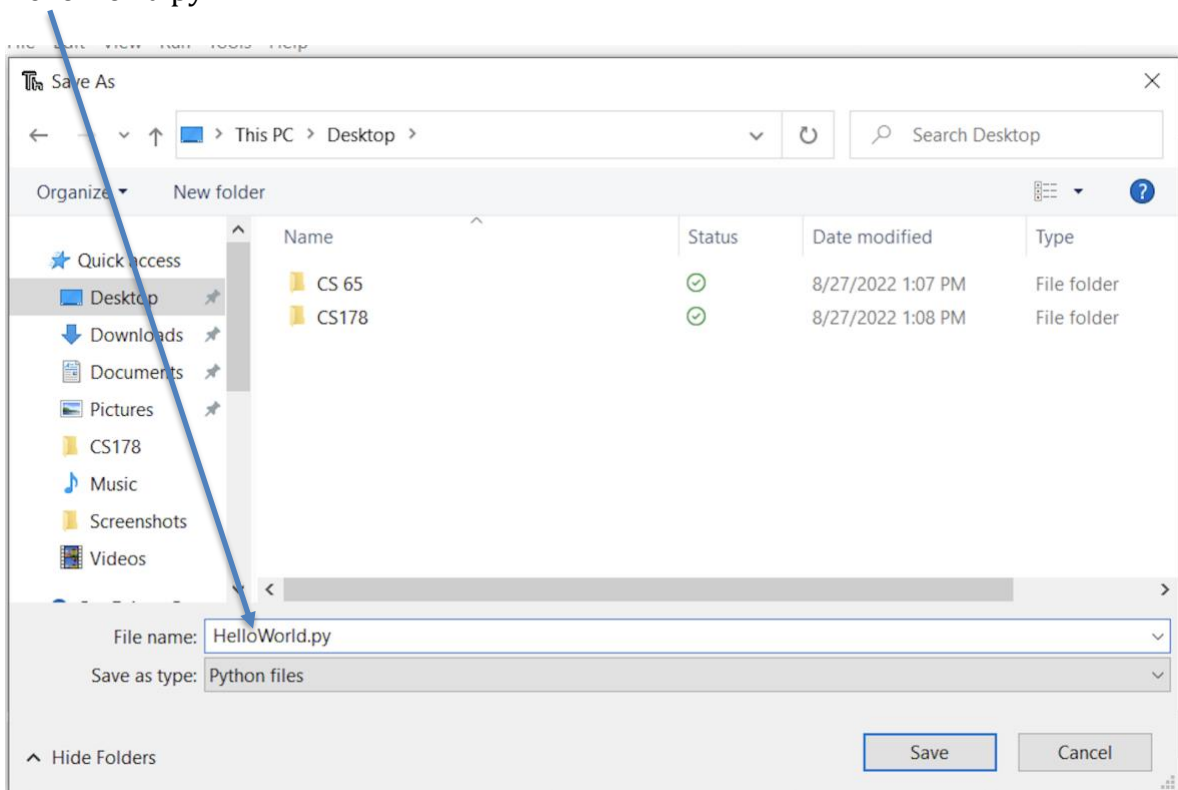 Save As
This PC > Desktop >
Search Desktop
Organize
New folder
Name Status Date modified Type
Quick access
Desktop
Downloads
Documents
Pictures
CS178
Music
Screenshots
Videos
CS 65 8/27/2022 1:07 PM File folder
CS178 8/27/2022 1:08 PM File folder
File name: HelloWorld.py
Save as type: Python files
Hide Folders
Save Cancel